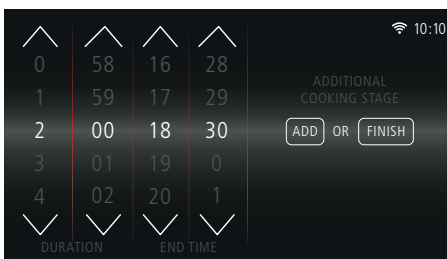 10:10
0 58 16 28
1 59 17 29
2 00 18 30
3 01 19 0
4 02 20 1
DURATION END TIME
ADDITIONAL
COOKING STAGE
ADD OR FINISH